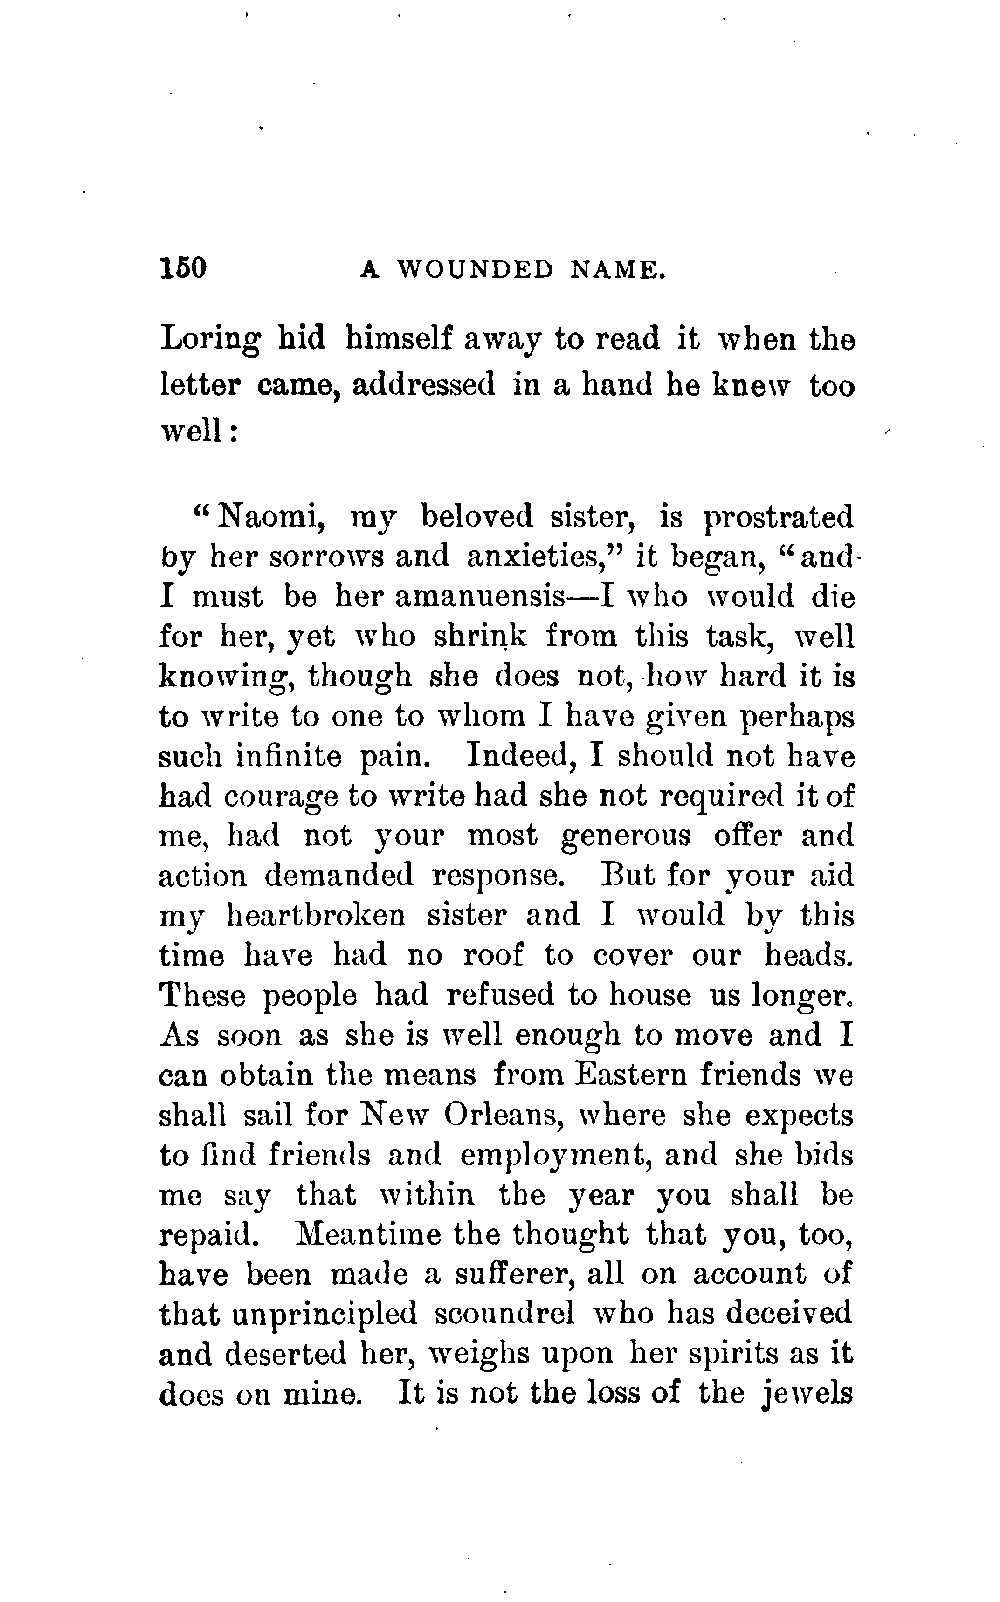 150 A WOUNDED NAME.
Loring hid himself away to read it when the
letter came, addressed in a hand he knew too
well:
“Naomi, my beloved sister, is prostrated
by her sorrows and anxieties,” it began, “and
I must be her amanuensis—I who would die
for her, yet who shrink from this task, well
knowing, though she does not, how hard it is
to write to one to whom I have given perhaps
such infinite pain. Indeed, I should not have
had courage to write had she not required it of
me, had not your most generous offer and
action demanded response. But for your aid
my heartbroken sister and I would by this
time have had no roof to cover our heads.
These people had refused to house us longer.
As soon as she is well enough to move and I
can obtain the means from Eastern friends we
shall sail for New Orleans, where she expects
to find friends and employment, and she bids
me say that within the year you shall be
repaid. Meantime the thought that you, too,
have been made a sufferer, all on account of
that unprincipled scoundrel who has deceived
and deserted her, weighs upon her spirits as it
does on mine. It is not the loss of the jewels